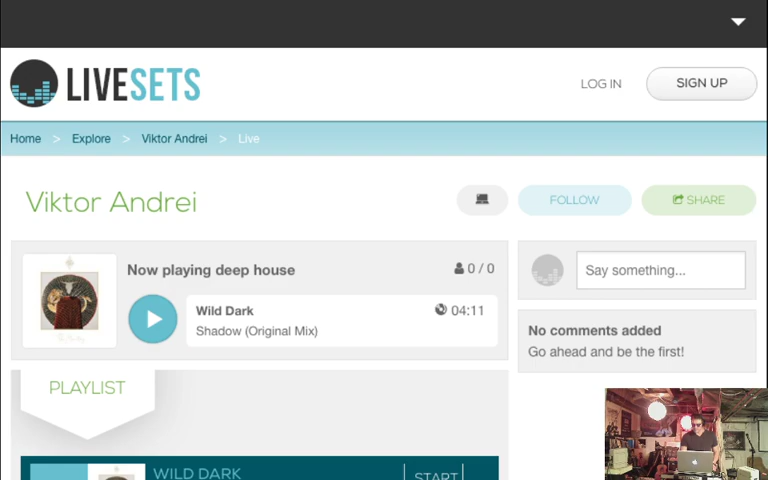 LIVESETS
LOG IN
SIGN UP
Home > Explore > Viktor Andrei > Live
Viktor Andrei
FOLLOW
SHARE
Now playing deep house
0 / 0
Wild Dark
04:11
Shadow (Original Mix)
Say something...
No comments added
Go ahead and be the first!
PLAYLIST
WILD DARK
START